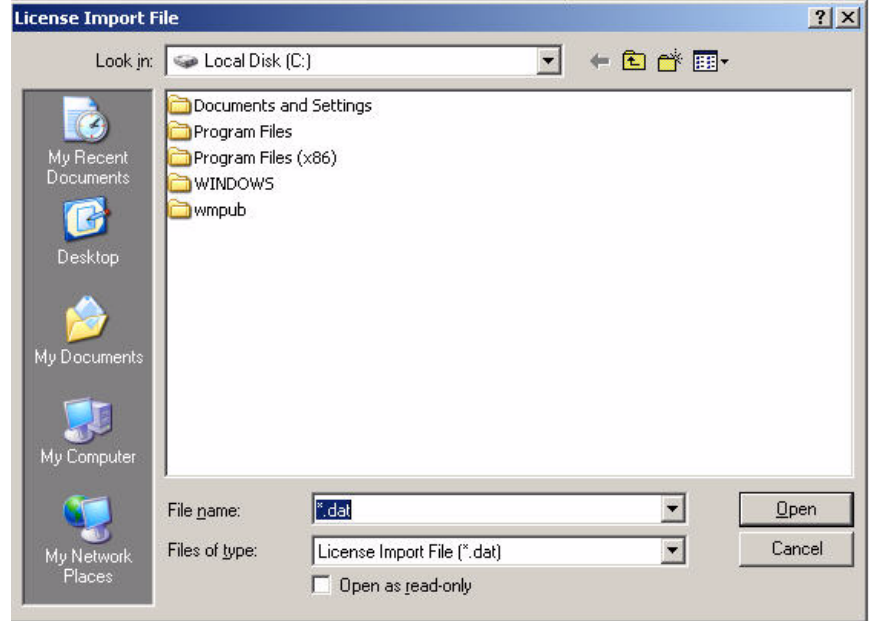 License Import File
Look in:
Local Disk (C:)
My Recent
Documents
Desktop
My Documents
My Computer
My Network
Places
Documents and Settings
Program Files
Program Files (x86)
WINDOWS
wmpub
File name:
*.dat
Open
Files of type:
License Import File (*.dat)
Cancel
Open as read-only